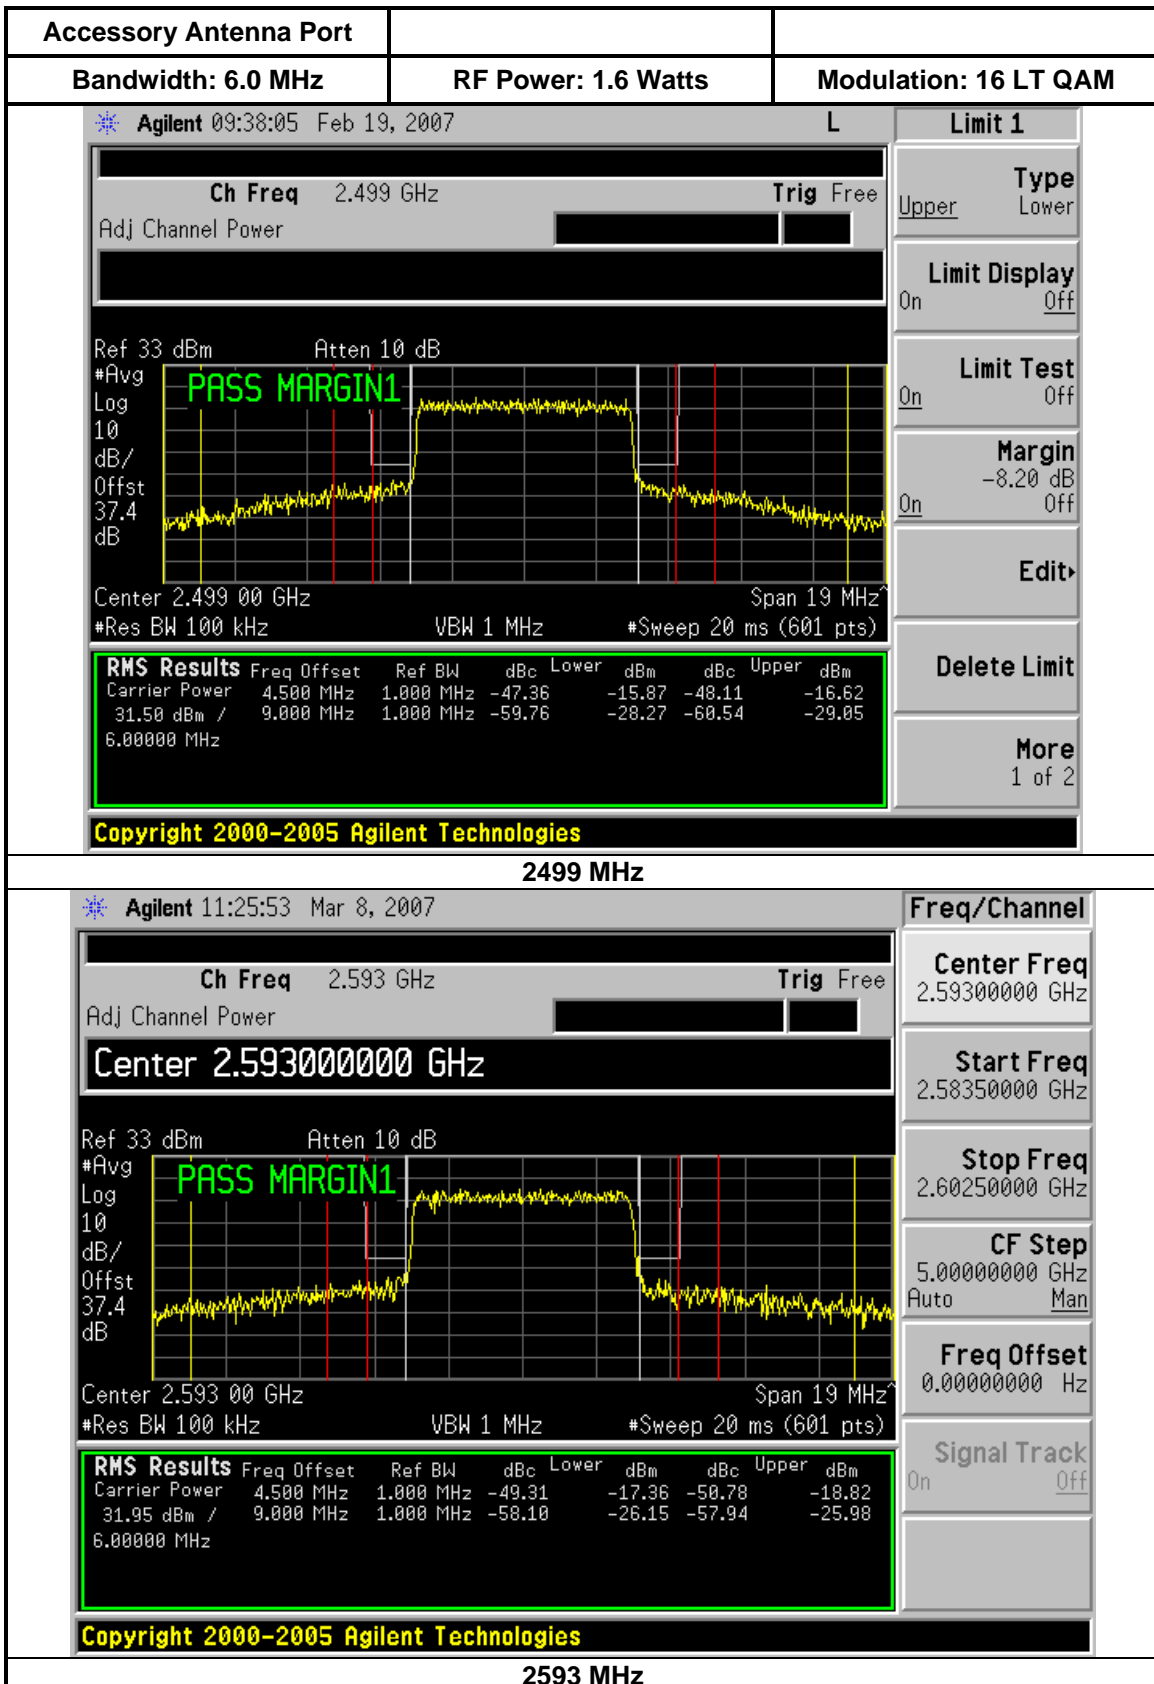 Accessory Antenna Port
Bandwidth: 6.0 MHz RF Power: 1.6 Watts Modulation: 16 LT QAM
Agilent 09:38:05 Feb 19, 2007 L Limit 1
Ch Freq 2.499 GHz Trig Free
Adj Channel Power
Type
Upper Lower
Limit Display
On Off
Ref 33 dBm Atten 10 dB
#Avg
Log
10
dB/
Offst
37.4
dB
PASS MARGIN1
Limit Test
On Off
Margin
-8.20 dB
On Off
Edit
Center 2.499 00 GHz Span 19 MHz^
#Res BW 100 kHz VBW 1 MHz #Sweep 20 ms (601 pts)
RMS Results Freq Offset Ref BW dBc Lower dBm dBc Upper dBm
Carrier Power 4.500 MHz 1.000 MHz -47.36 -15.87 -48.11 -16.62
31.50 dBm / 9.000 MHz 1.000 MHz -59.76 -28.27 -60.54 -29.05
6.00000 MHz
Delete Limit
More
1 of 2
Copyright 2000-2005 Agilent Technologies
2499 MHz
Agilent 11:25:53 Mar 8, 2007 Freq/Channel
Ch Freq 2.593 GHz Trig Free
Adj Channel Power
Center 2.593000000 GHz
Center Freq
2.59300000 GHz
Start Freq
2.58350000 GHz
Ref 33 dBm Atten 10 dB
#Avg
Log
10
dB/
Offst
37.4
dB
PASS MARGIN1
Stop Freq
2.60250000 GHz
CF Step
5.00000000 GHz
Auto Man
Freq Offset
0.00000000 Hz
Center 2.593 00 GHz Span 19 MHz^
#Res BW 100 kHz VBW 1 MHz #Sweep 20 ms (601 pts)
Signal Track
On Off
RMS Results Freq Offset Ref BW dBc Lower dBm dBc Upper dBm
Carrier Power 4.500 MHz 1.000 MHz -49.31 -17.36 -50.78 -18.82
31.95 dBm / 9.000 MHz 1.000 MHz -58.10 -26.15 -57.94 -25.98
6.00000 MHz
Copyright 2000-2005 Agilent Technologies
2593 MHz